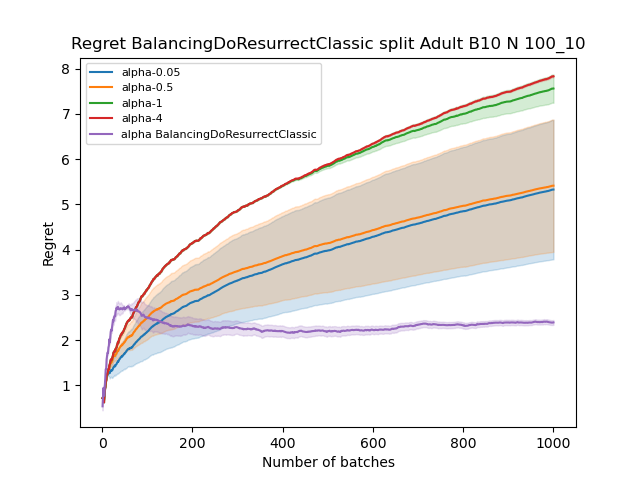 Regret BalancingDoResurrectClassic split Adult B10 N 100_10
alpha-0.05
alpha-0.5
alpha-1
alpha-4
alpha BalancingDoResurrectClassic
8
7
6
5
4
3
2
1
Regret
0
200
400
600
800
1000
Number of batches